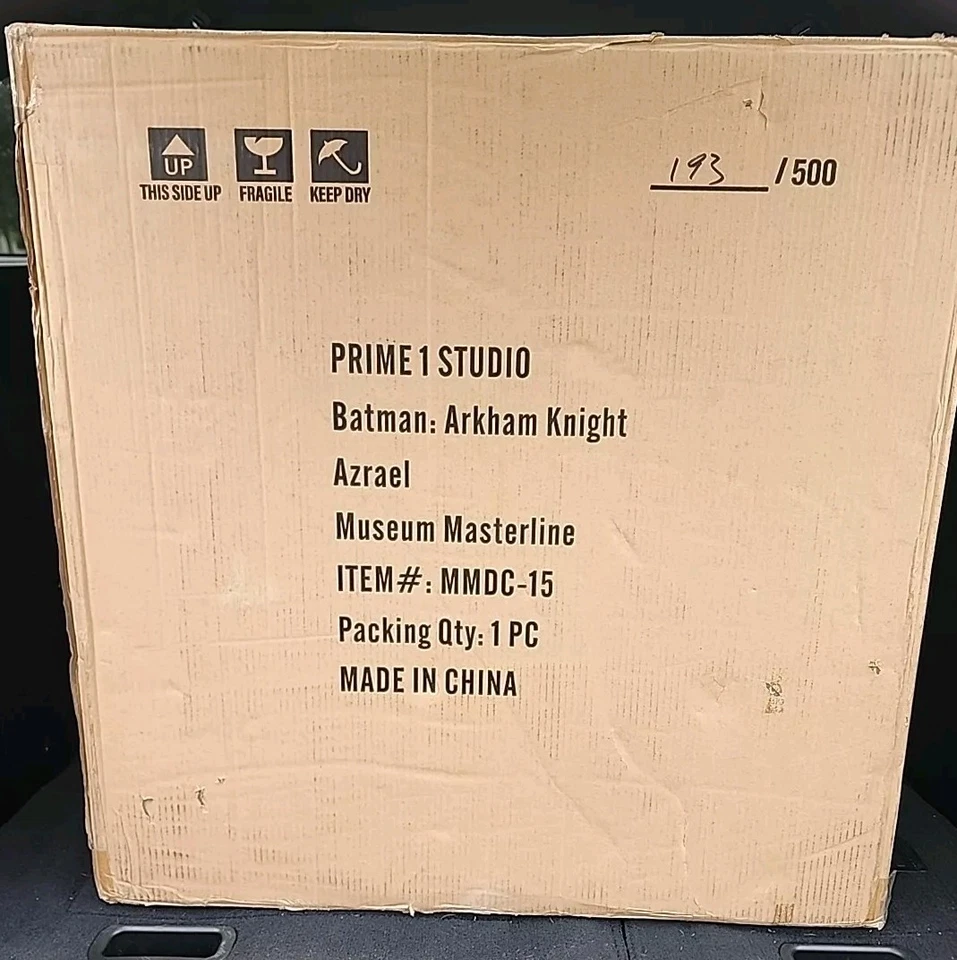 UP
THIS SIDE UP FRAGILE KEEP DRY
193 /500
PRIME 1 STUDIO
Batman: Arkham Knight
Azrael
Museum Masterline
ITEM#: MMDC-15
Packing Qty: 1 PC
MADE IN CHINA